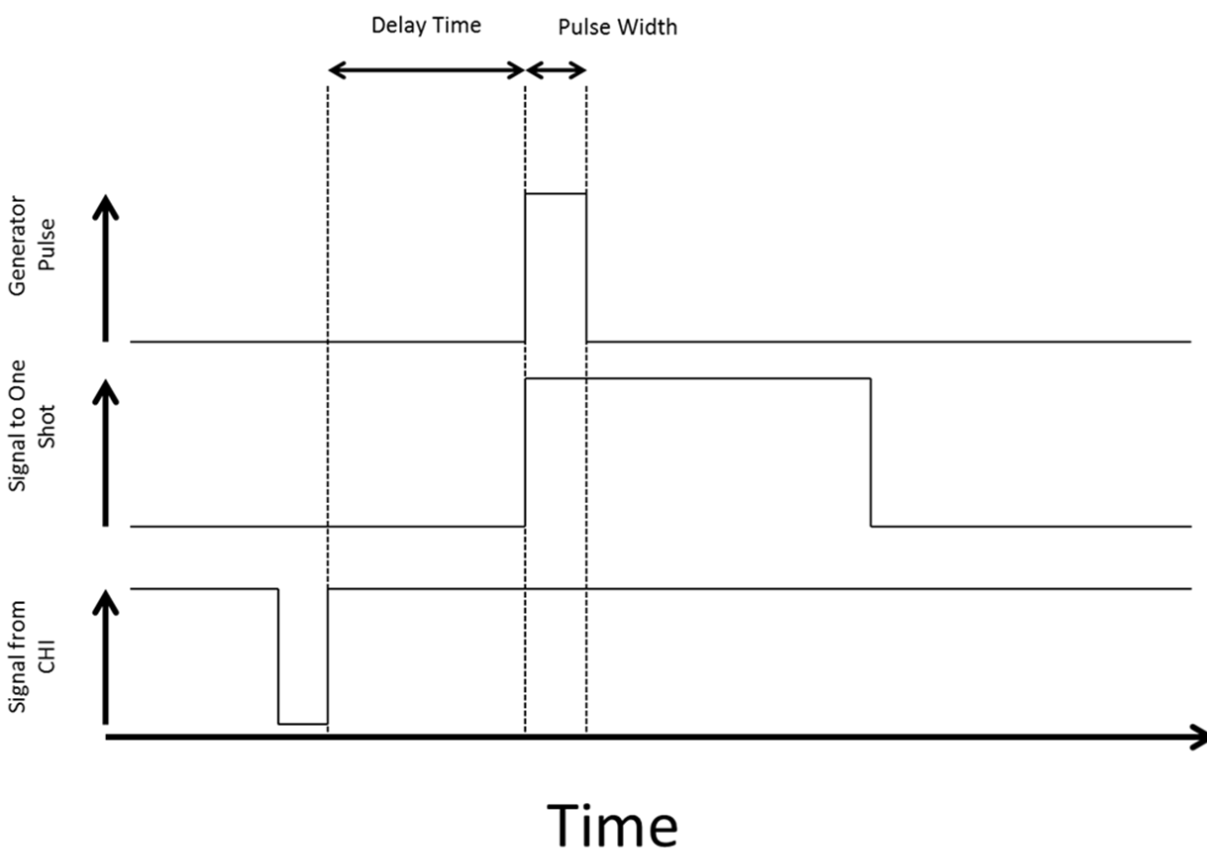 Delay Time
Pulse Width
Generator
Pulse
Signal to One
Shot
Signal from
CHI
Time